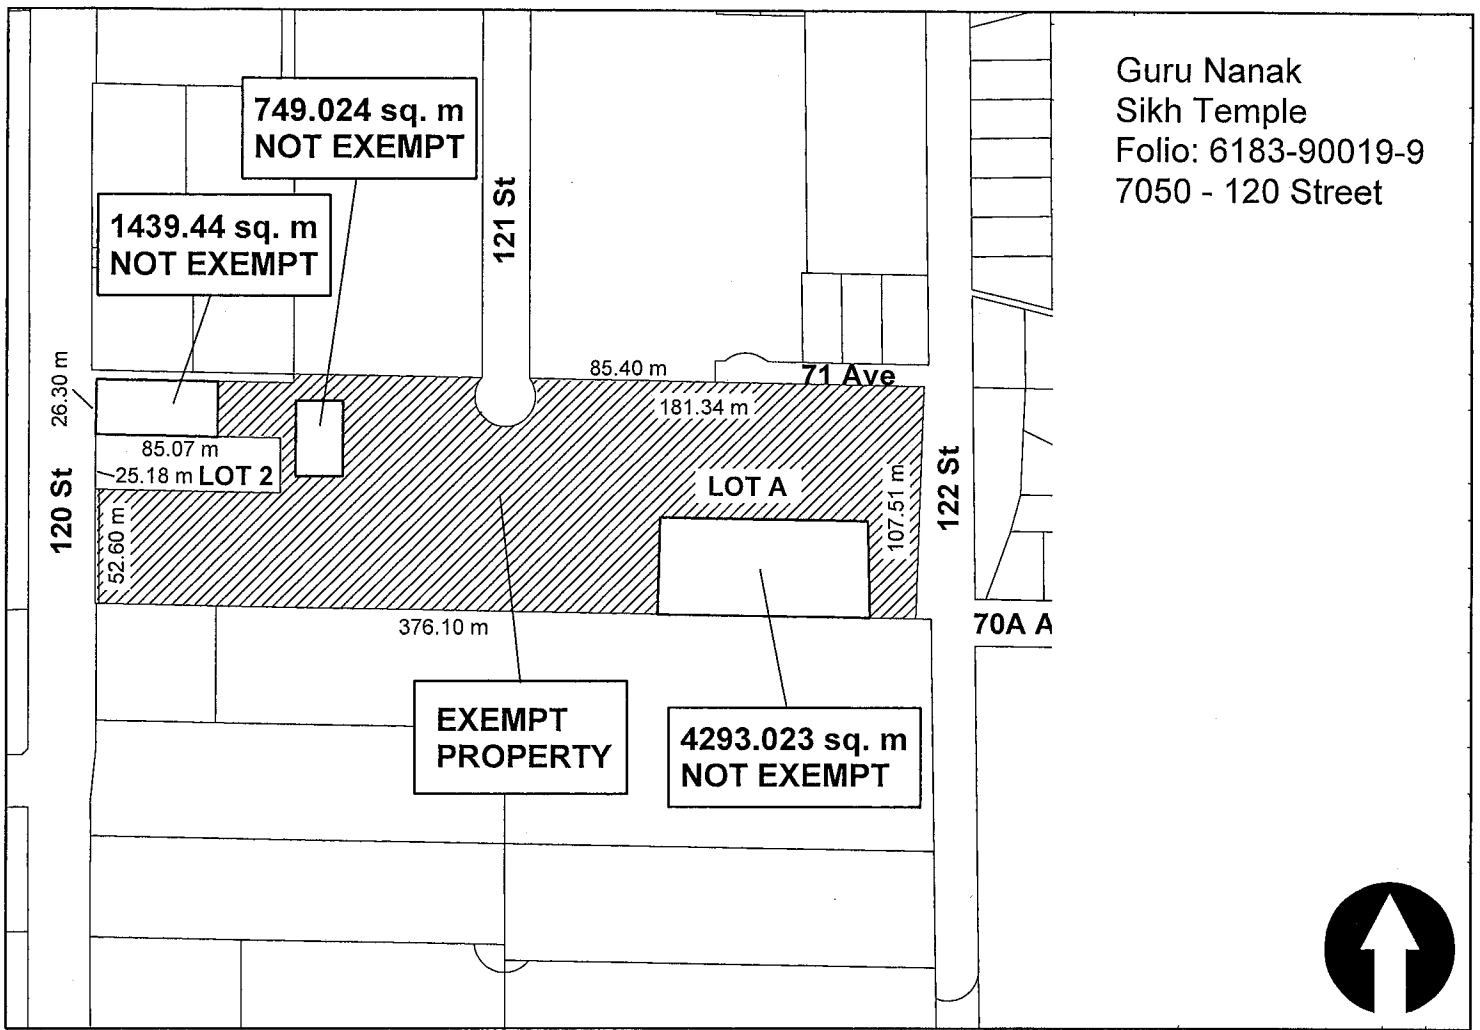 Guru Nanak
Sikh Temple
Folio: 6183-90019-9
7050 - 120 Street
749.024 sq. m
NOT EXEMPT
1439.44 sq. m
NOT EXEMPT
121 St
26.30 m
85.40 m
71 Ave
181.34 m
85.07 m
25.18 m LOT 2
120 St
52.60 m
LOT A
107.51 m
122 St
376.10 m
70A A
EXEMPT
PROPERTY
4293.023 sq. m
NOT EXEMPT